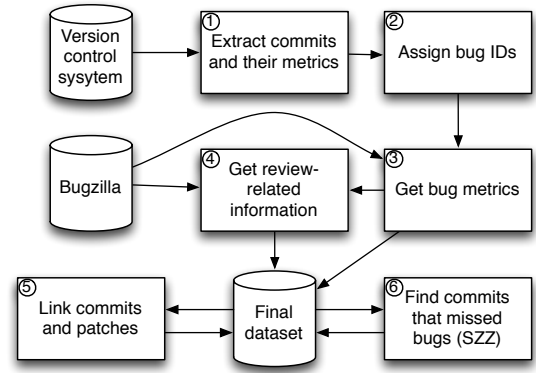 Version
control
sysytem
1
Extract commits
and their metrics
2
Assign bug IDs
Bugzilla
4
Get review-
related
information
3
Get bug metrics
5
Link commits
and patches
Final
dataset
6
Find commits
that missed
bugs (SZZ)